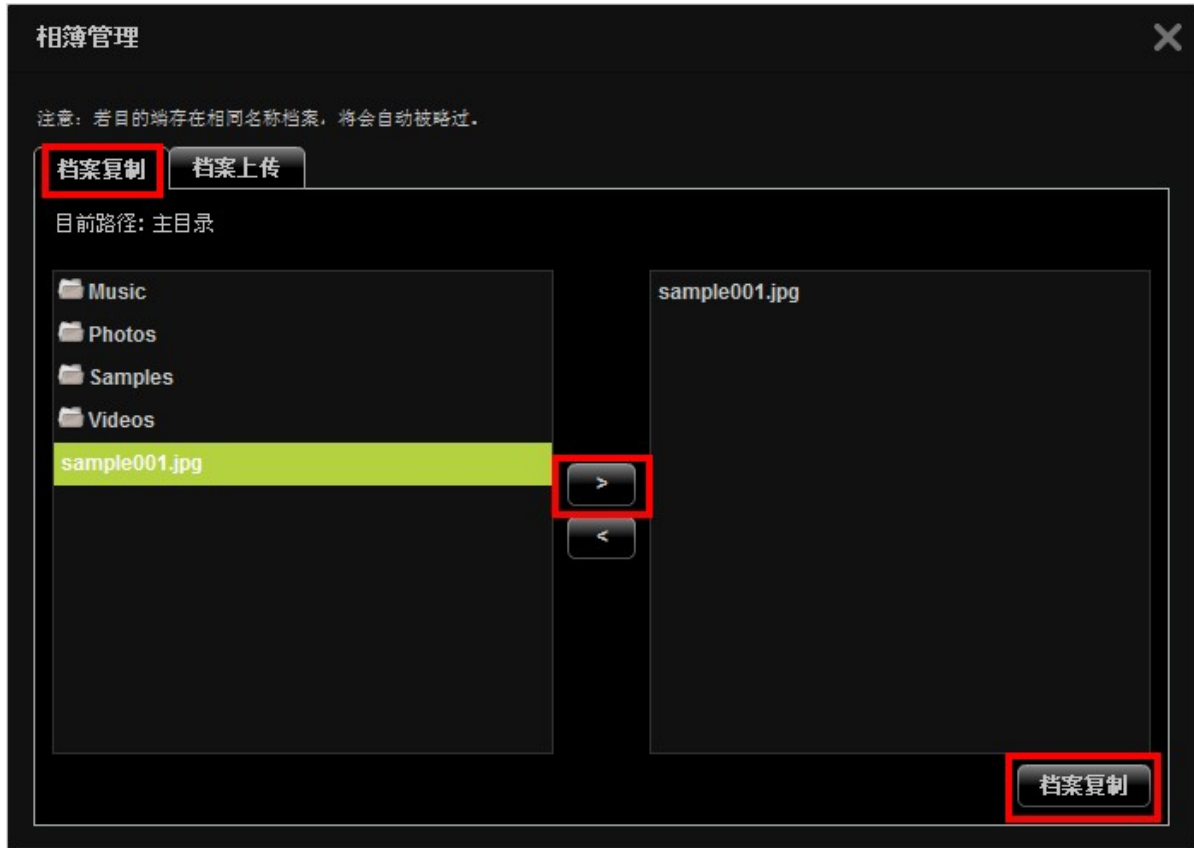 相簿管理
注意：若目的端存在相同名称档案，将会自动被略过。
档案复制 档案上传
目前路径: 主目录
Music
Photos
Samples
Videos
sample001.jpg
>
<
sample001.jpg
档案复制